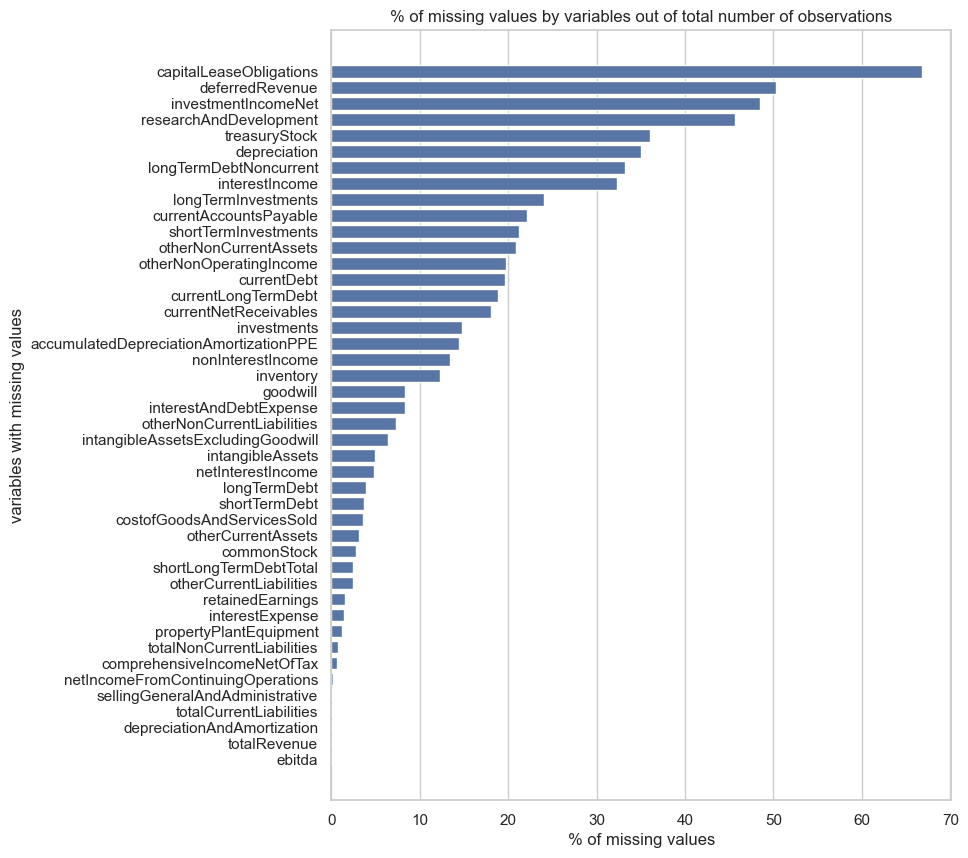 % of missing values by variables out of total number of observations
variables with missing values
capitalLeaseObligations
deferredRevenue
investmentIncomeNet
researchAndDevelopment
treasuryStock
depreciation
longTermDebtNoncurrent
interestIncome
longTermInvestments
currentAccountsPayable
shortTermInvestments
otherNonCurrentAssets
otherNonOperatingIncome
currentDebt
currentLongTermDebt
currentNetReceivables
investments
accumulatedDepreciationAmortizationPPE
nonInterestIncome
inventory
goodwill
interestAndDebtExpense
otherNonCurrentLiabilities
intangibleAssetsExcludingGoodwill
intangibleAssets
netInterestIncome
longTermDebt
shortTermDebt
costofGoodsAndServicesSold
otherCurrentAssets
commonStock
shortLongTermDebtTotal
otherCurrentLiabilities
retainedEarnings
interestExpense
propertyPlantEquipment
totalNonCurrentLiabilities
comprehensiveIncomeNetOfTax
netIncomeFromContinuingOperations
sellingGeneralAndAdministrative
totalCurrentLiabilities
depreciationAndAmortization
totalRevenue
ebitda
0 10 20 30 40 50 60 70
% of missing values